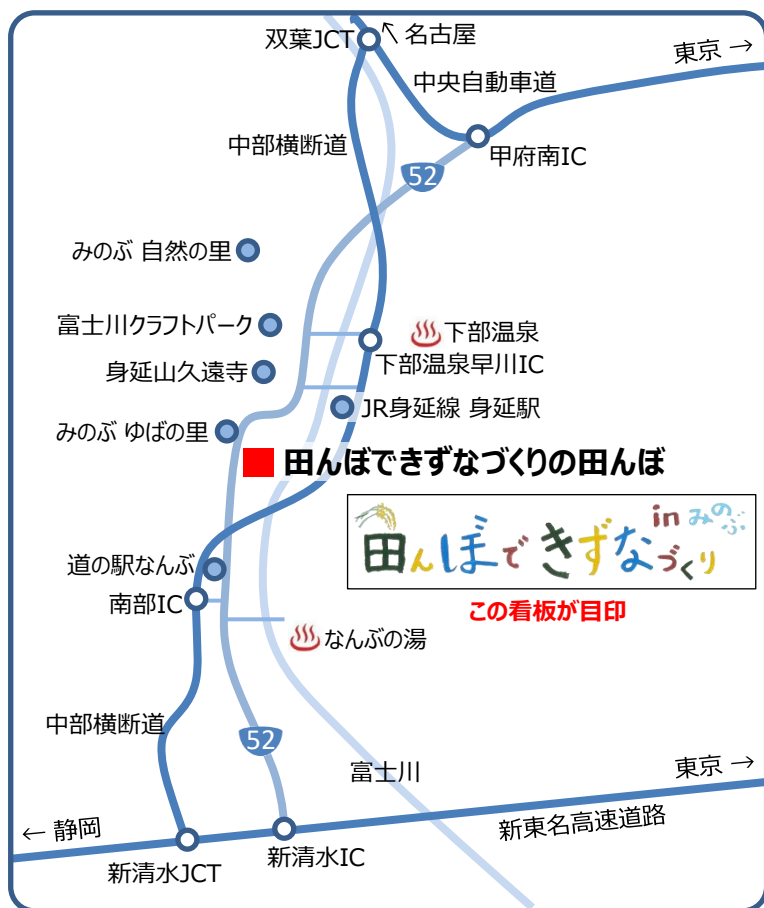 双葉JCT
↖ 名古屋
東京 →
中央自動車道
中部横断道
甲府南IC
52
みのぶ 自然の里
富士川クラフトパーク
下部温泉
下部温泉早川IC
身延山久遠寺
JR身延線 身延駅
みのぶ ゆばの里
田んぼできずなづくりの田んぼ
田んぼできずなづくり in みのぶ
この看板が目印
道の駅なんぶ
南部IC
なんぶの湯
中部横断道
52
富士川
東京 →
← 静岡
新東名高速道路
新清水JCT
新清水IC